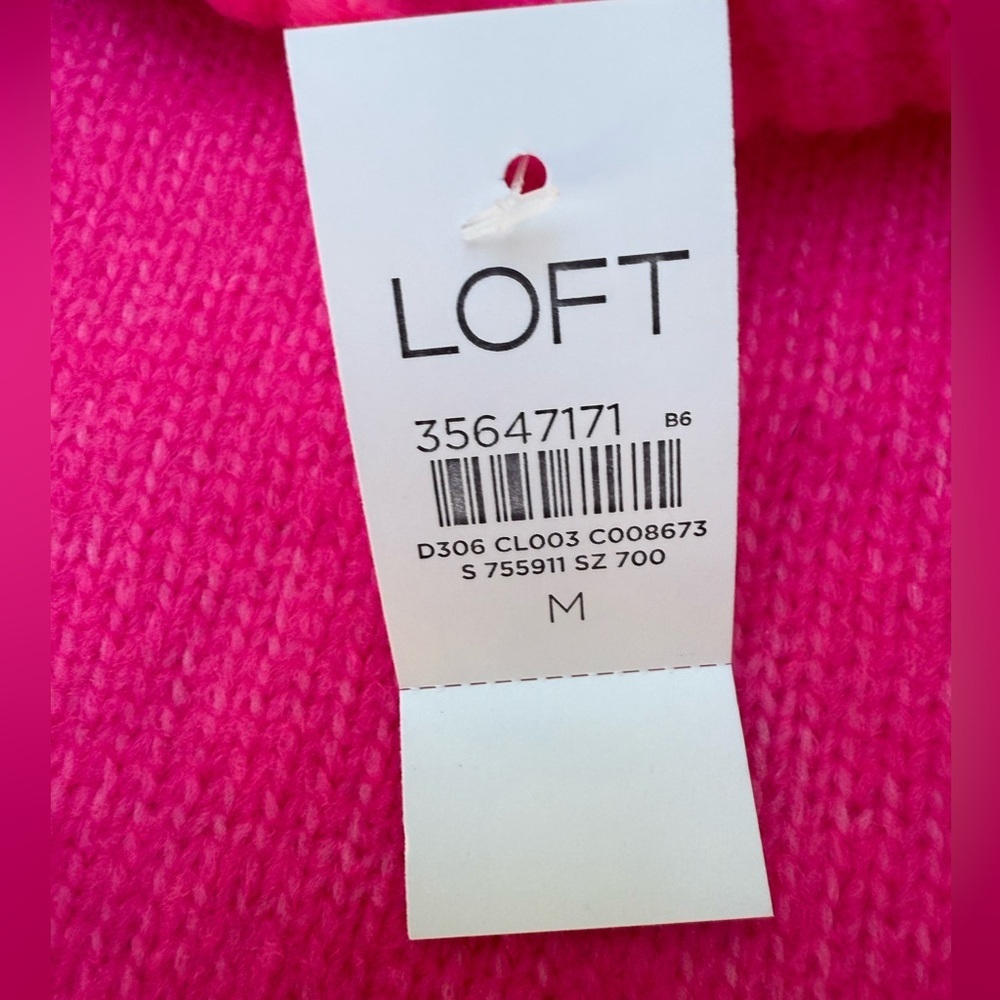 LOFT
35647171 B6
D306 CL003 C008673
S 755911 SZ 700
M